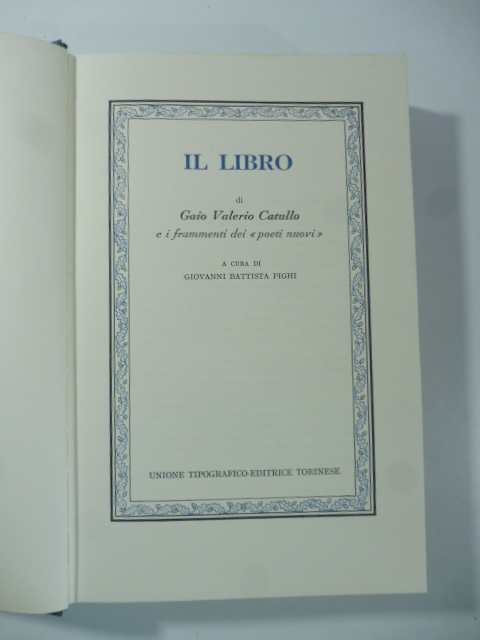 IL LIBRO
di
Gaio Valerio Catullo
e i frammenti dei « poeti nuovi »
A CURA DI
GIOVANNI BATTISTA PIGHI
UNIONE TIPOGRAFICO-EDITRICE TORINESE